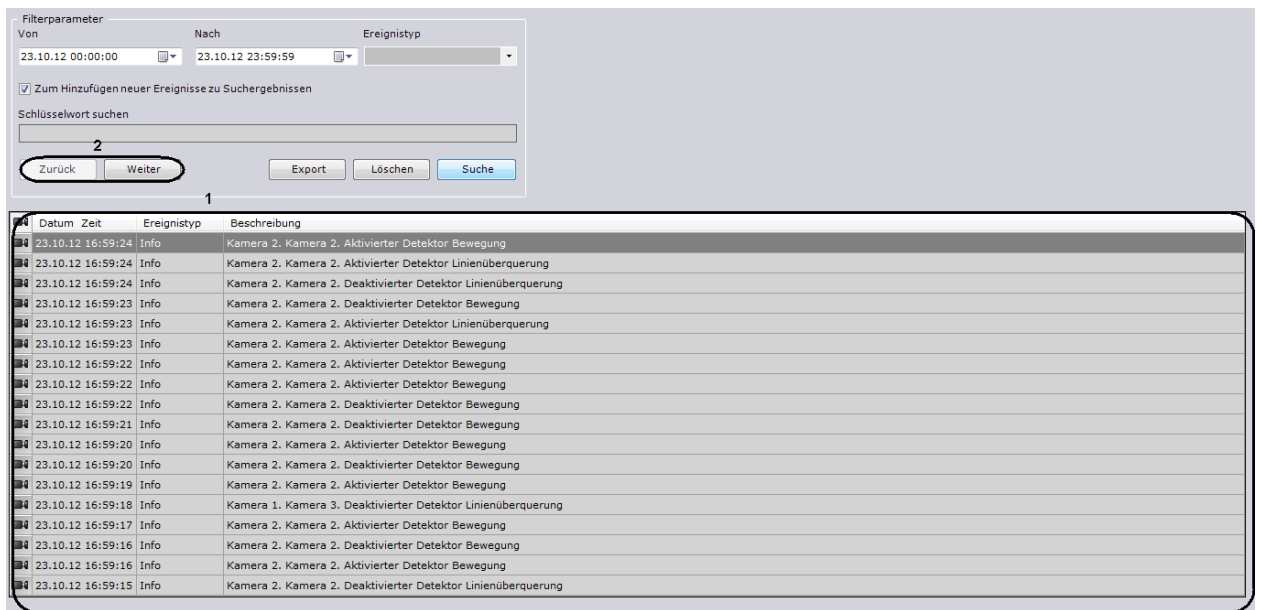 Filterparameter
Von Nach Ereignistyp
23.10.12 00:00:00 23.10.12 23:59:59
Zum Hinzufügen neuer Ereignisse zu Suchergebnissen
Schlüsselwort suchen
2
Zurück Weiter Export Löschen Suche
1
Datum Zeit Ereignistyp Beschreibung
23.10.12 16:59:24 Info Kamera 2. Kamera 2. Aktivierter Detektor Bewegung
23.10.12 16:59:24 Info Kamera 2. Kamera 2. Aktivierter Detektor Linienüberquerung
23.10.12 16:59:24 Info Kamera 2. Kamera 2. Deaktivierter Detektor Linienüberquerung
23.10.12 16:59:23 Info Kamera 2. Kamera 2. Deaktivierter Detektor Bewegung
23.10.12 16:59:23 Info Kamera 2. Kamera 2. Aktivierter Detektor Linienüberquerung
23.10.12 16:59:23 Info Kamera 2. Kamera 2. Aktivierter Detektor Bewegung
23.10.12 16:59:22 Info Kamera 2. Kamera 2. Aktivierter Detektor Bewegung
23.10.12 16:59:22 Info Kamera 2. Kamera 2. Aktivierter Detektor Bewegung
23.10.12 16:59:22 Info Kamera 2. Kamera 2. Deaktivierter Detektor Bewegung
23.10.12 16:59:21 Info Kamera 2. Kamera 2. Deaktivierter Detektor Bewegung
23.10.12 16:59:20 Info Kamera 2. Kamera 2. Aktivierter Detektor Bewegung
23.10.12 16:59:20 Info Kamera 2. Kamera 2. Deaktivierter Detektor Bewegung
23.10.12 16:59:19 Info Kamera 2. Kamera 2. Aktivierter Detektor Bewegung
23.10.12 16:59:18 Info Kamera 1. Kamera 3. Deaktivierter Detektor Linienüberquerung
23.10.12 16:59:17 Info Kamera 2. Kamera 2. Aktivierter Detektor Bewegung
23.10.12 16:59:16 Info Kamera 2. Kamera 2. Deaktivierter Detektor Bewegung
23.10.12 16:59:16 Info Kamera 2. Kamera 2. Aktivierter Detektor Bewegung
23.10.12 16:59:15 Info Kamera 2. Kamera 2. Deaktivierter Detektor Linienüberquerung